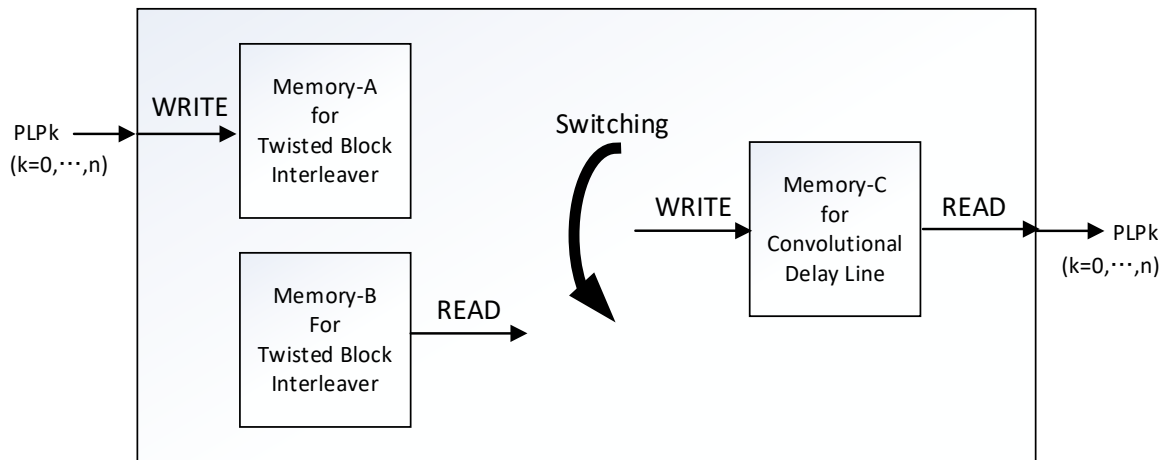 PLPk
(k=0,⋯,n)
WRITE
Memory-A
for
Twisted Block
Interleaver
Memory-B
For
Twisted Block
Interleaver
READ
Switching
WRITE
Memory-C
for
Convolutional
Delay Line
READ
PLPk
(k=0,⋯,n)